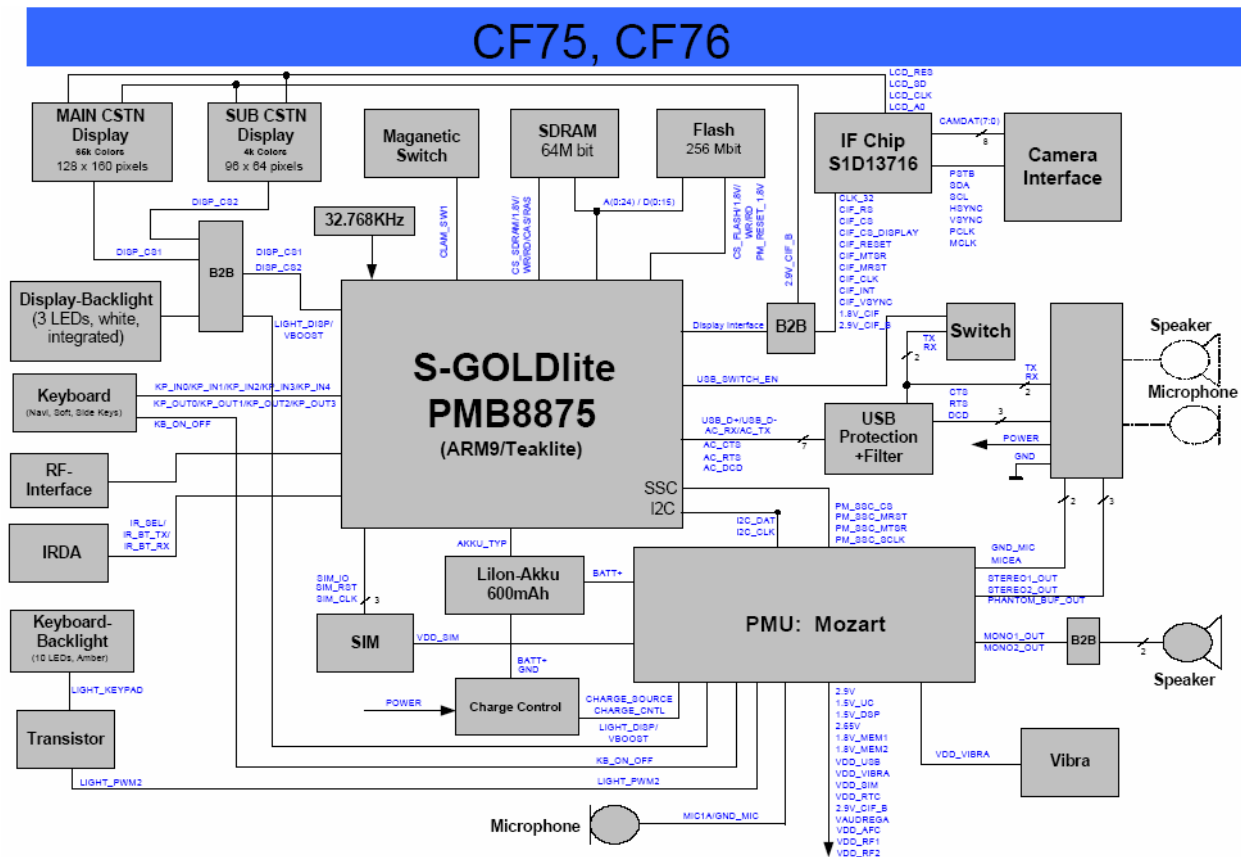 CF75, CF76
MAIN CSTN
Display
65k Colors
128 x 160 pixels
SUB CSTN
Display
4k Colors
96 x 64 pixels
Maganetic
Switch
SDRAM
64M bit
Flash
256 Mbit
LCD_RES
LCD_SD
LCD_CLK
LCD_A0
IF Chip
S1D13716
CAMDAT(7:0)
8
Camera
Interface
PSTB
SDA
SCL
HSYNC
VSYNC
PCLK
MCLK
DISP_CS2
DISP_CS1
B2B
DISP_CS1
DISP_CS2
32.768KHz
CLAM_SW1
CS_SDRAM/1.8V/
WR/RD/CAS/RAS
A(0:24) / D(0:15)
CS_FLASH/1.8V/
WR/RD
PM_RESET_1.8V
2.9V_CIF_B
CLK_32
CIF_RS
CIF_CS
CIF_CS_DISPLAY
CIF_RESET
CIF_MTSR
CIF_MRST
CIF_CLK
CIF_INT
CIF_VSYNC
1.8V_CIF
2.9V_CIF_B
Display-Backlight
(3 LEDs, white,
integrated)
LIGHT_DISP/
VBOOST
S-GOLDlite
PMB8875
(ARM9/Teaklite)
SSC
I2C
Display Interface
B2B
Switch
TX
RX
2
USB_SWITCH_EN
Speaker
TX
RX
2
Microphone
Keyboard
(Navi, Soft, Side Keys)
KP_IN0/KP_IN1/KP_IN2/KP_IN3/KP_IN4
KP_OUT0/KP_OUT1/KP_OUT2/KP_OUT3
KB_ON_OFF
USB_D+/USB_D-
AC_RX/AC_TX
AC_CTS
AC_RTS
AC_DCD
7
USB
Protection
+Filter
CTS
RTS
DCD
3
POWER
GND
RF-
Interface
IRDA
IR_SEL/
IR_BT_TX/
IR_BT_RX
2
3
I2C_DAT
I2C_CLK
PM_SSC_CS
PM_SSC_MRST
PM_SSC_MTSR
PM_SSC_SCLK
AKKU_TYP
LiIon-Akku
600mAh
BATT+
SIM_IO
SIM_RST
SIM_CLK
3
SIM
VDD_SIM
PMU: Mozart
GND_MIC
MICEA
STEREO1_OUT
STEREO2_OUT
PHANTOM_BUF_OUT
MONO1_OUT
MONO2_OUT
B2B
2
Speaker
Keyboard-
Backlight
(10 LEDs, Amber)
LIGHT_KEYPAD
Transistor
LIGHT_PWM2
BATT+
GND
POWER
Charge Control
CHARGE_SOURCE
CHARGE_CNTL
LIGHT_DISP/
VBOOST
KB_ON_OFF
LIGHT_PWM2
2.9V
1.5V_UC
1.5V_DSP
2.65V
1.8V_MEM1
1.8V_MEM2
VDD_USB
VDD_VIBRA
VDD_SIM
VDD_RTC
2.9V_CIF_B
VAUDREGA
VDD_AFC
VDD_RF1
VDD_RF2
VDD_VIBRA
Vibra
Microphone
MIC1A/GND_MIC